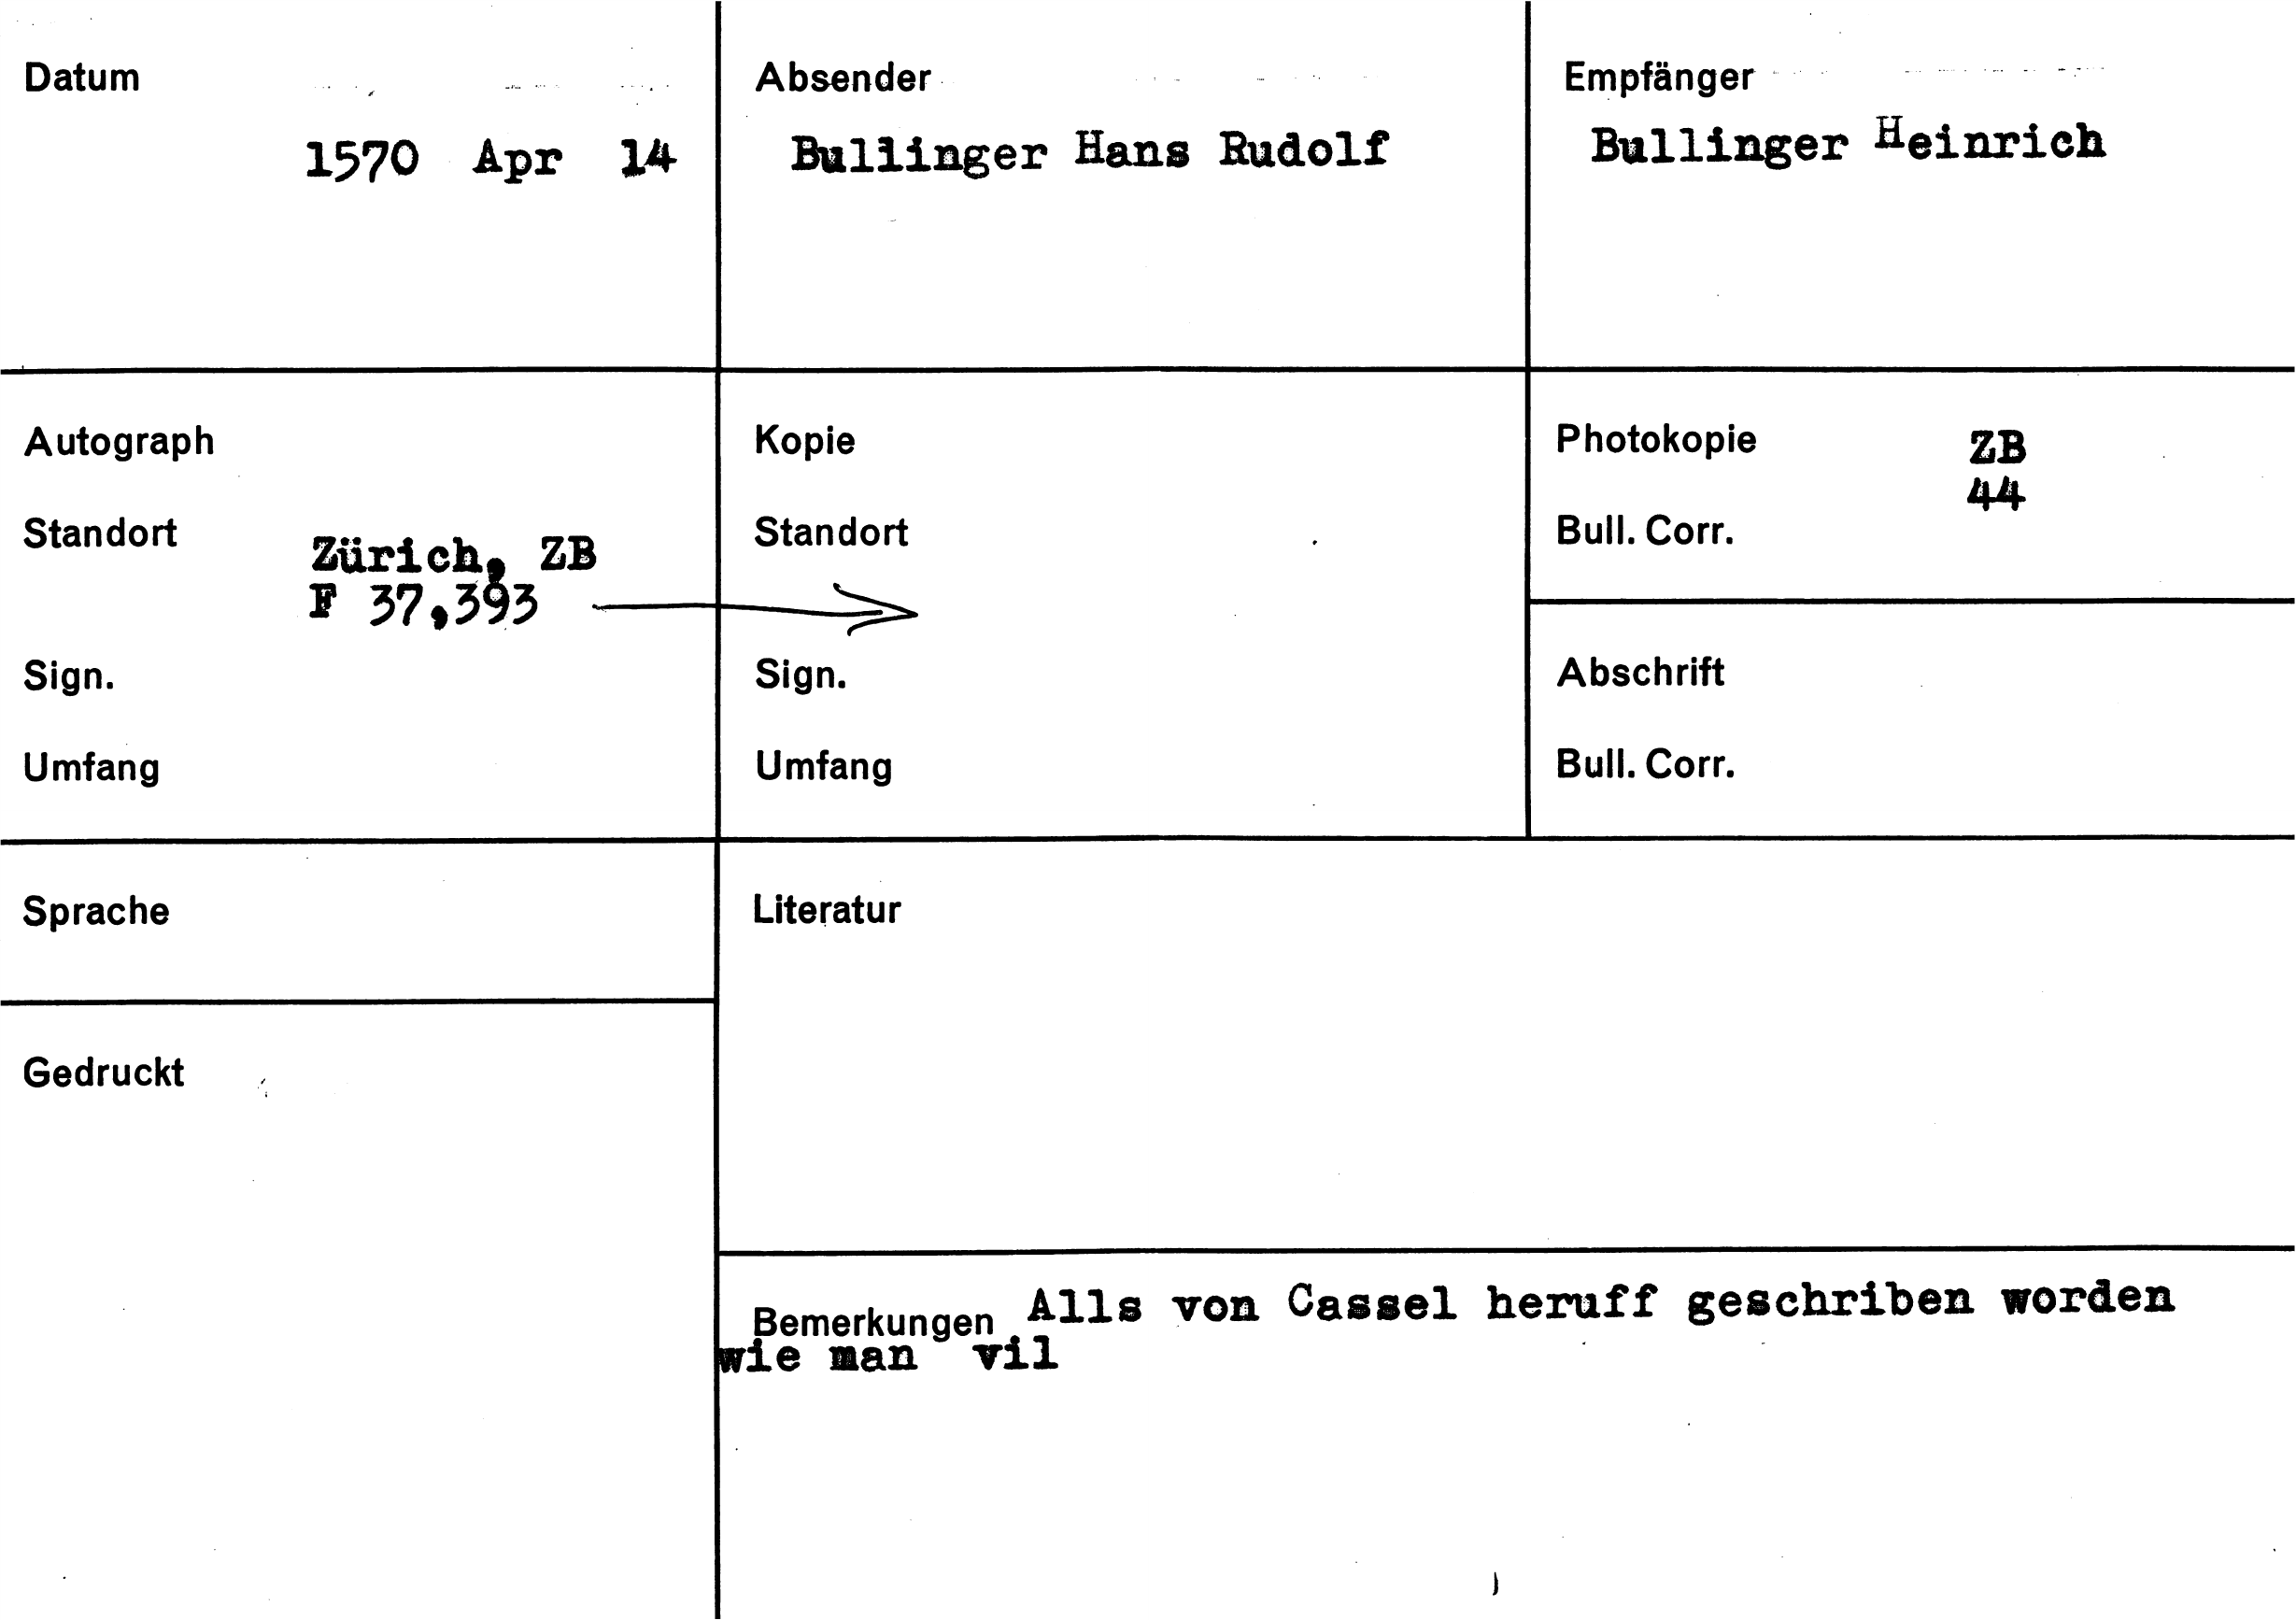 Datum
1570 Apr 14
Absender
Bullinger Hans Rudolf
Empfänger
Bullinger Heinrich
Autograph
Standort
Zürich, ZB
F 37,393
Sign.
Umfang
Kopie
Standort
Sign.
Umfang
Photokopie ZB
44
Bull. Corr.
Abschrift
Bull. Corr.
Sprache
Gedruckt
Literatur
Bemerkungen Alls von Cassel heruff geschriben worden
wie man vil